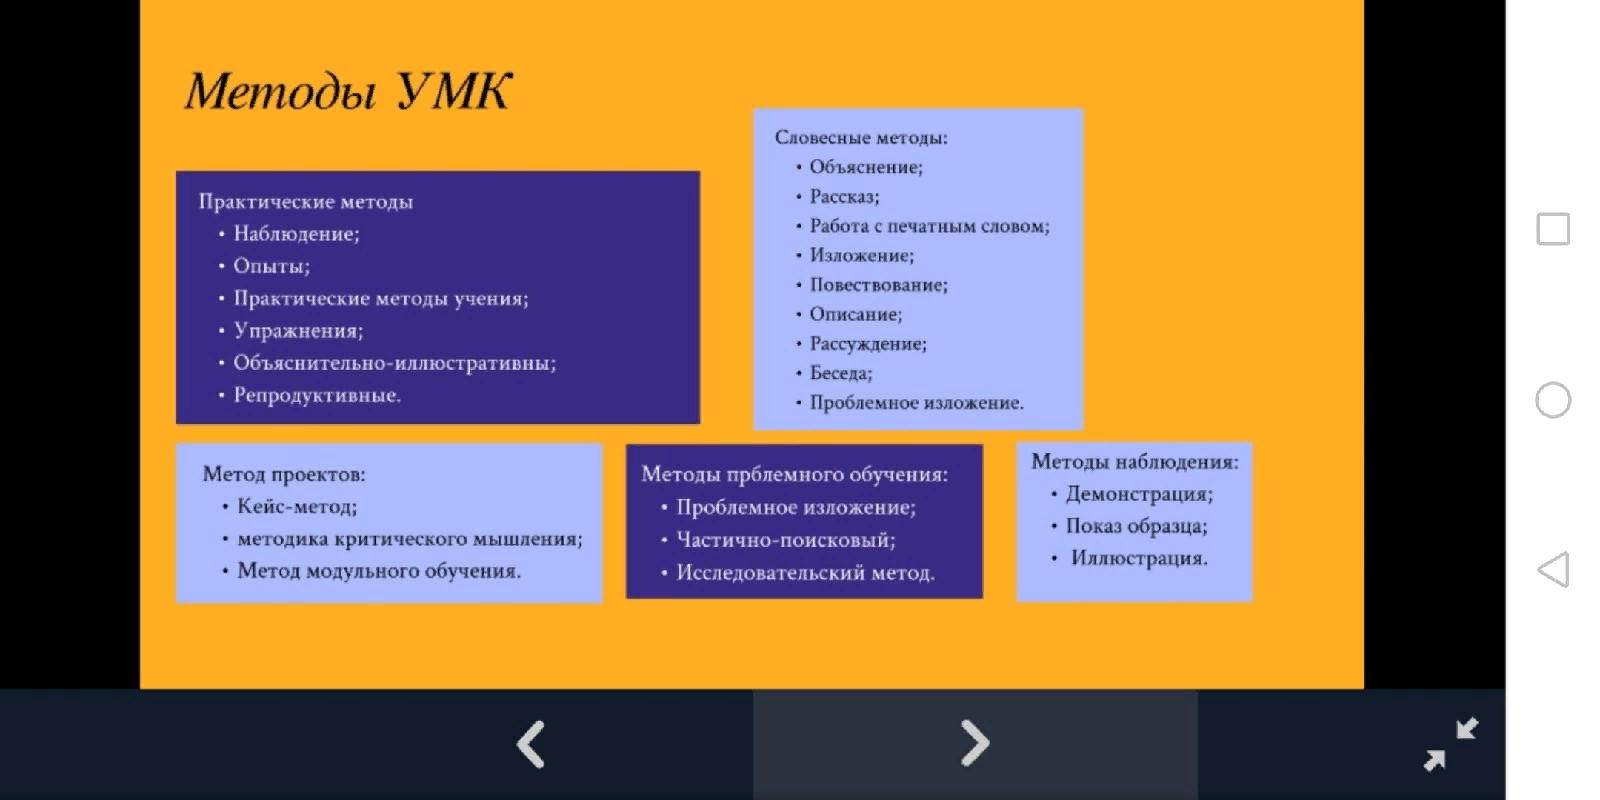 Методы УМК
Практические методы
• Наблюдение;
• Опыты;
• Практические методы учения;
• Упражнения;
• Объяснительно-иллюстративны;
• Репродуктивные.
Словесные методы:
• Объяснение;
• Рассказ;
• Работа с печатным словом;
• Изложение;
• Повествование;
• Описание;
• Рассуждение;
• Беседа;
• Проблемное изложение.
Метод проектов:
• Кейс-метод;
• методика критического мышления;
• Метод модульного обучения.
Методы прблемного обучения:
• Проблемное изложение;
• Частично-поисковый;
• Исследовательский метод.
Методы наблюдения:
• Демонстрация;
• Показ образца;
• Иллюстрация.